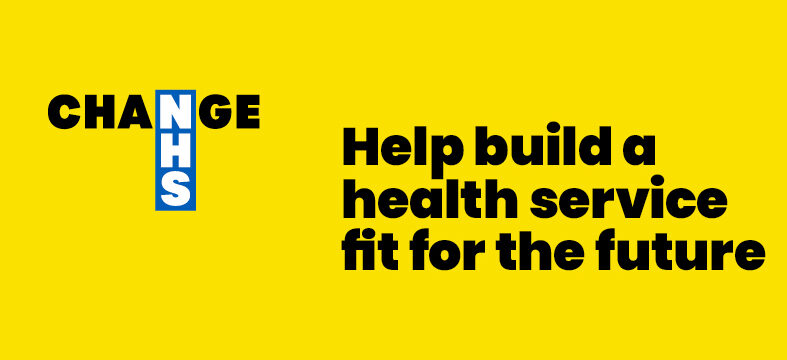 CHANGE
NHS
Help build a
health service
fit for the future